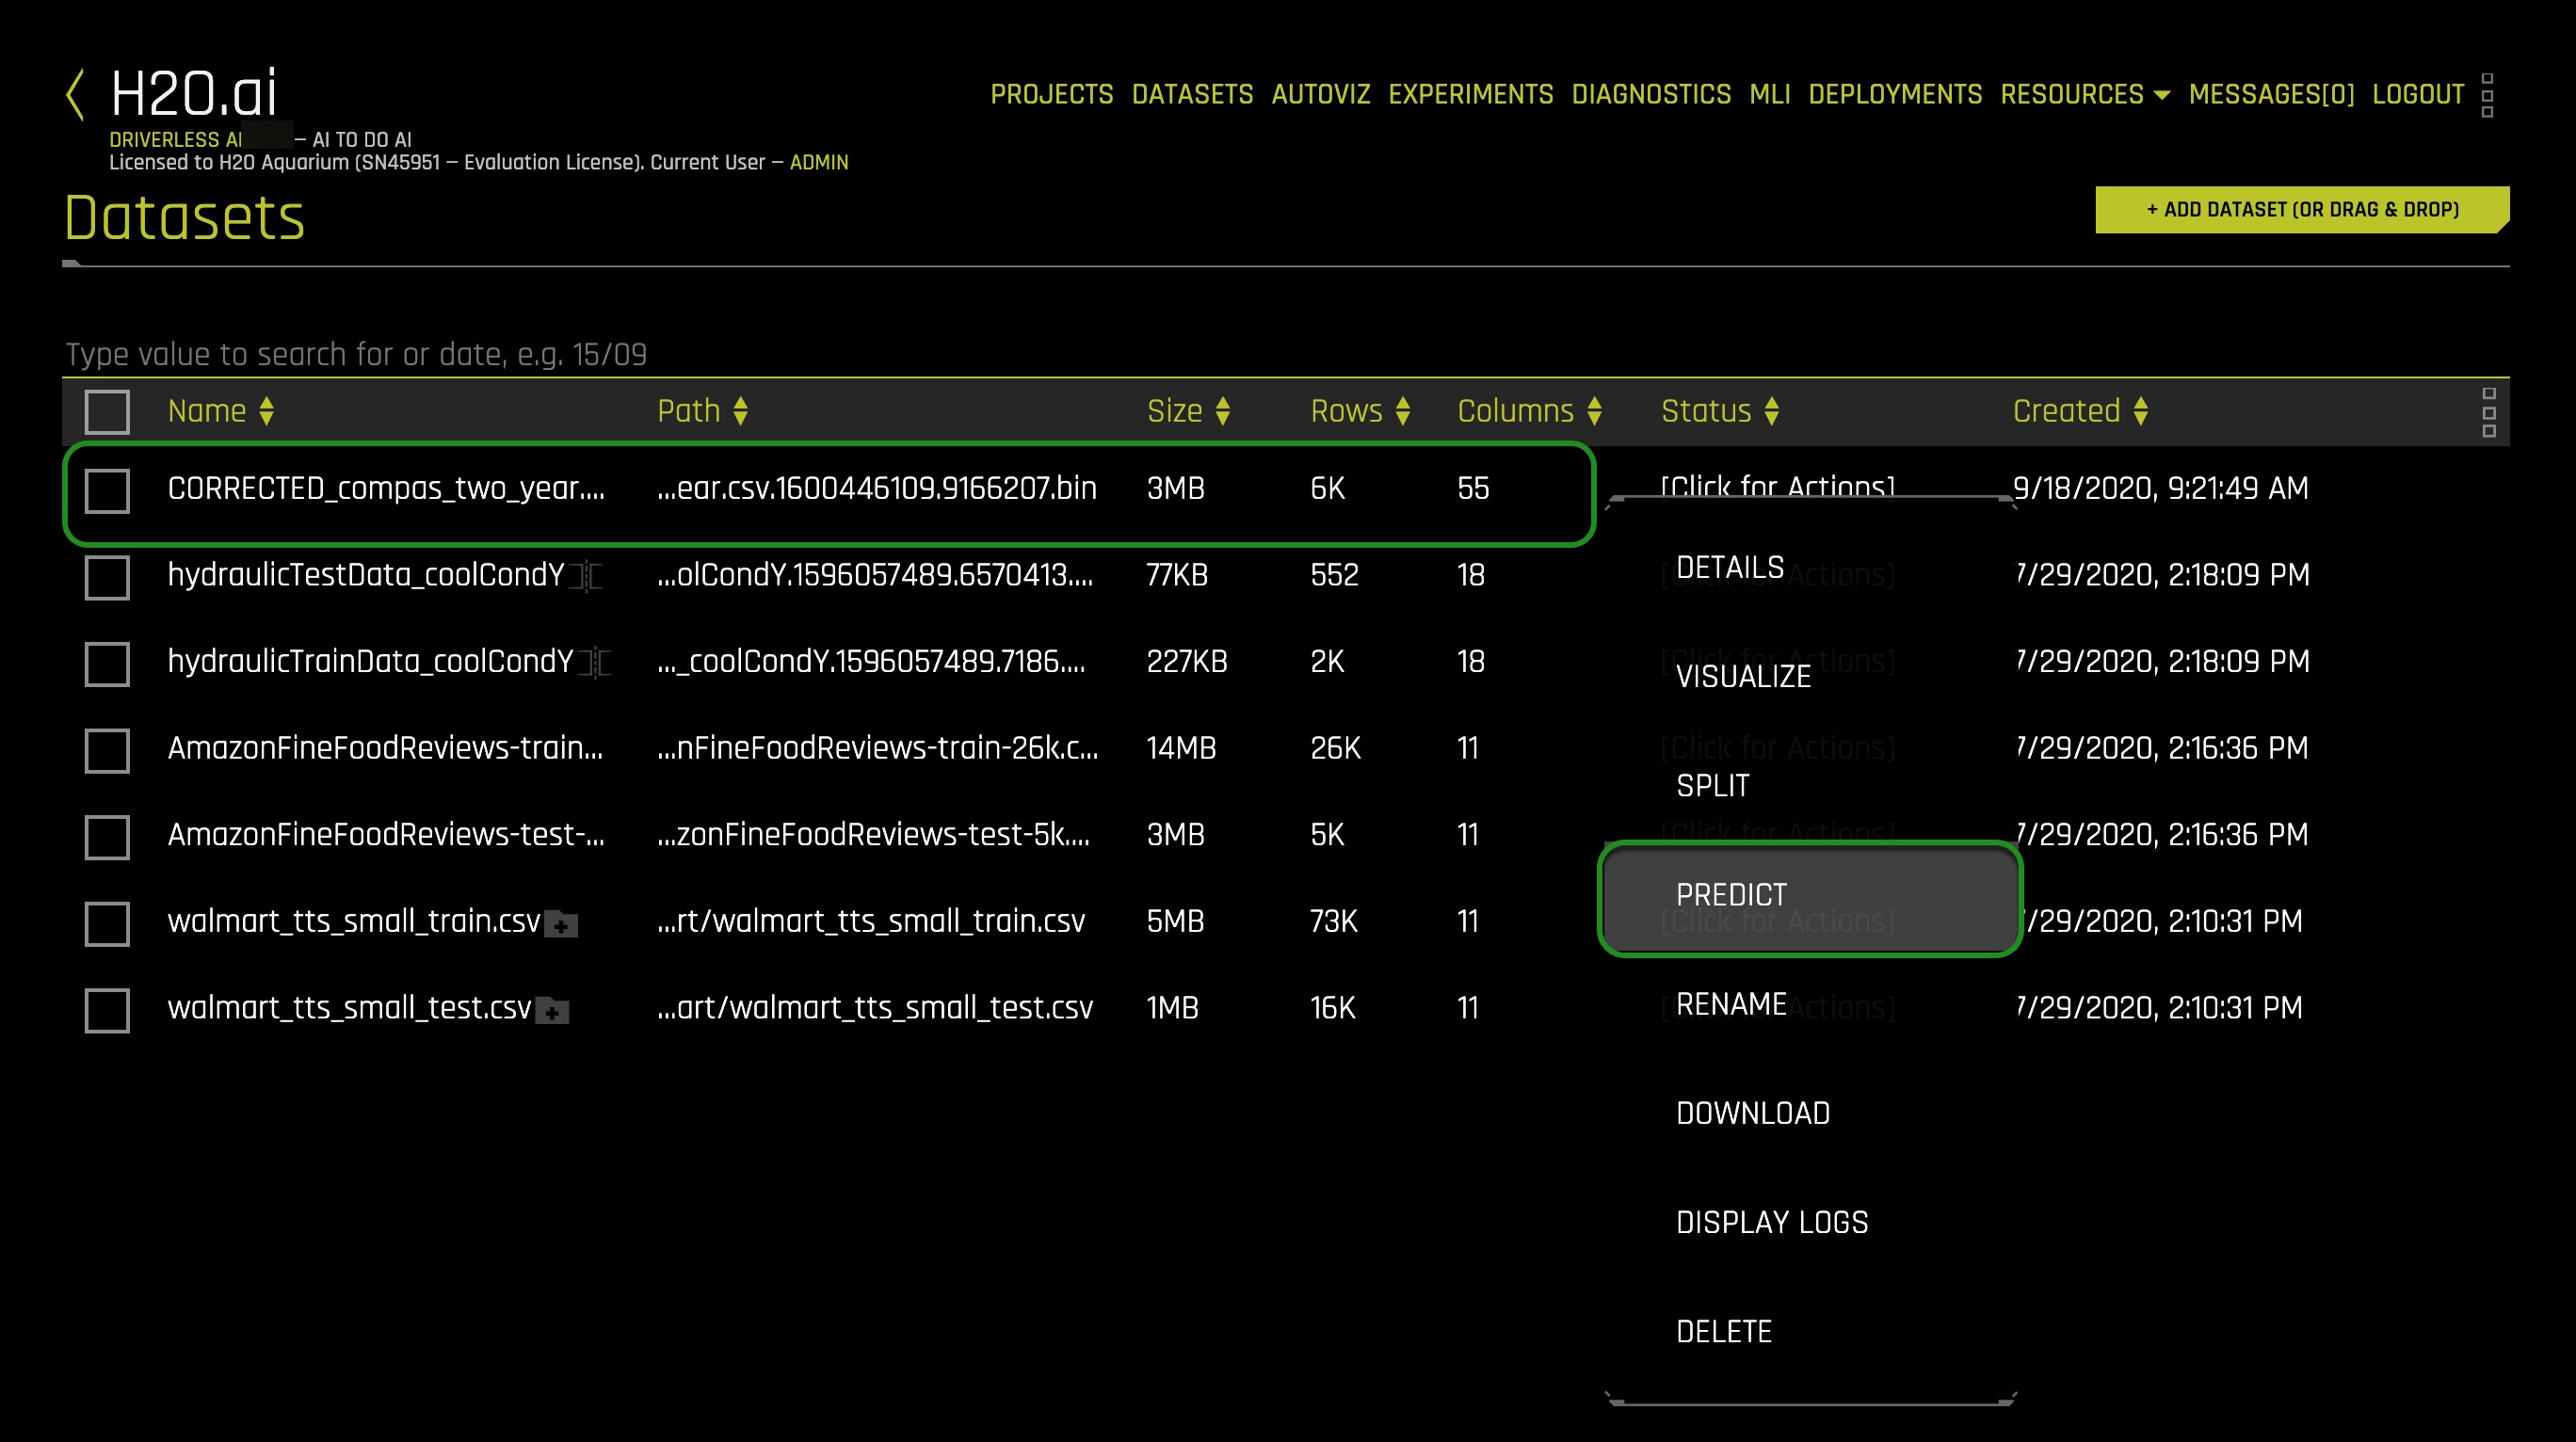 H2O.ai
PROJECTS DATASETS AUTOVIZ EXPERIMENTS DIAGNOSTICS MLI DEPLOYMENTS RESOURCES MESSAGES[0] LOGOUT
DRIVERLESS AI — AI TO DO AI
Licensed to H2O Aquarium (SN45951 — Evaluation License). Current User — ADMIN
Datasets
+ ADD DATASET (OR DRAG & DROP)
Type value to search for or date, e.g. 15/09
Name Path Size Rows Columns Status Created
CORRECTED_compas_two_year.... ...ear.csv.1600446109.9166207.bin 3MB 6K 55 [Click for Actions] 9/18/2020, 9:21:49 AM
hydraulicTestData_coolCondY ...olCondY.1596057489.6570413.... 77KB 552 18 [Click for Actions] 7/29/2020, 2:18:09 PM
DETAILS
hydraulicTrainData_coolCondY ..._coolCondY.1596057489.7186.... 227KB 2K 18 [Click for Actions] 7/29/2020, 2:18:09 PM
VISUALIZE
AmazonFineFoodReviews-train... ...nFineFoodReviews-train-26k.c... 14MB 26K 11 [Click for Actions] 7/29/2020, 2:16:36 PM
SPLIT
AmazonFineFoodReviews-test-... ...zonFineFoodReviews-test-5k.... 3MB 5K 11 [Click for Actions] 7/29/2020, 2:16:36 PM
PREDICT
walmart_tts_small_train.csv ...rt/walmart_tts_small_train.csv 5MB 73K 11 [Click for Actions] 7/29/2020, 2:10:31 PM
walmart_tts_small_test.csv ...art/walmart_tts_small_test.csv 1MB 16K 11 [Click for Actions] 7/29/2020, 2:10:31 PM
RENAME
DOWNLOAD
DISPLAY LOGS
DELETE